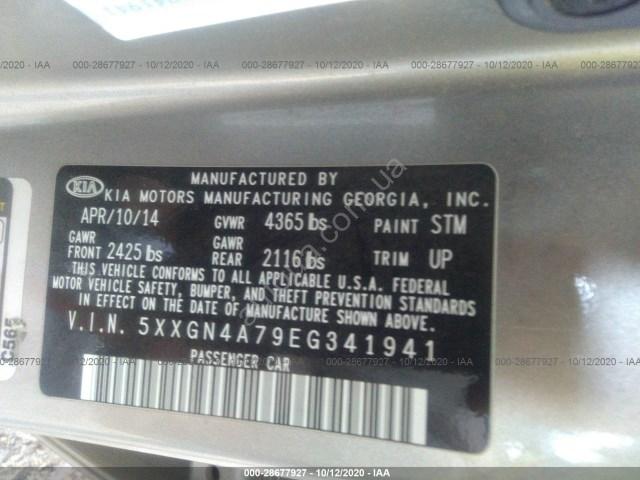 000-28677927 - 10/12/2020 - IAA
MANUFACTURED BY
KIA KIA MOTORS MANUFACTURING GEORGIA, INC.
APR/10/14 GVWR 4365 lbs PAINT STM
GAWR FRONT 2425 lbs GAWR REAR 2116 lbs TRIM UP
THIS VEHICLE CONFORMS TO ALL APPLICABLE U.S.A. FEDERAL
MOTOR VEHICLE SAFETY, BUMPER, AND THEFT PREVENTION STANDARDS
IN EFFECT ON THE DATE OF MANUFACTURE SHOWN ABOVE.
V.I.N. 5XXGN4A79EG341941
PASSENGER CAR
000-28677927 - 10/12/2020 - IAA